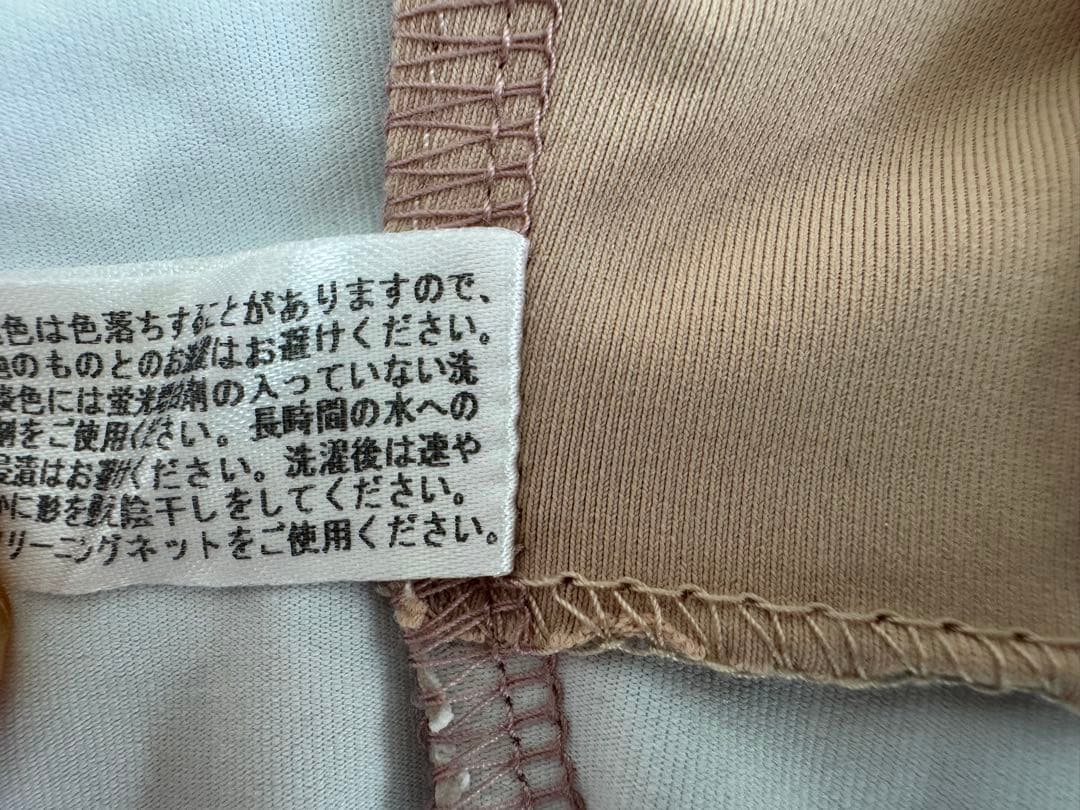 色は色落ちすることがありますので、
色のものとのお洗濯はお避けください。
淡色には蛍光増白剤の入っていない洗
剤をご使用ください。長時間の水への
浸漬はお避けください。洗濯後は速や
かに形を整え陰干しをしてください。
リーニングネットをご使用ください。